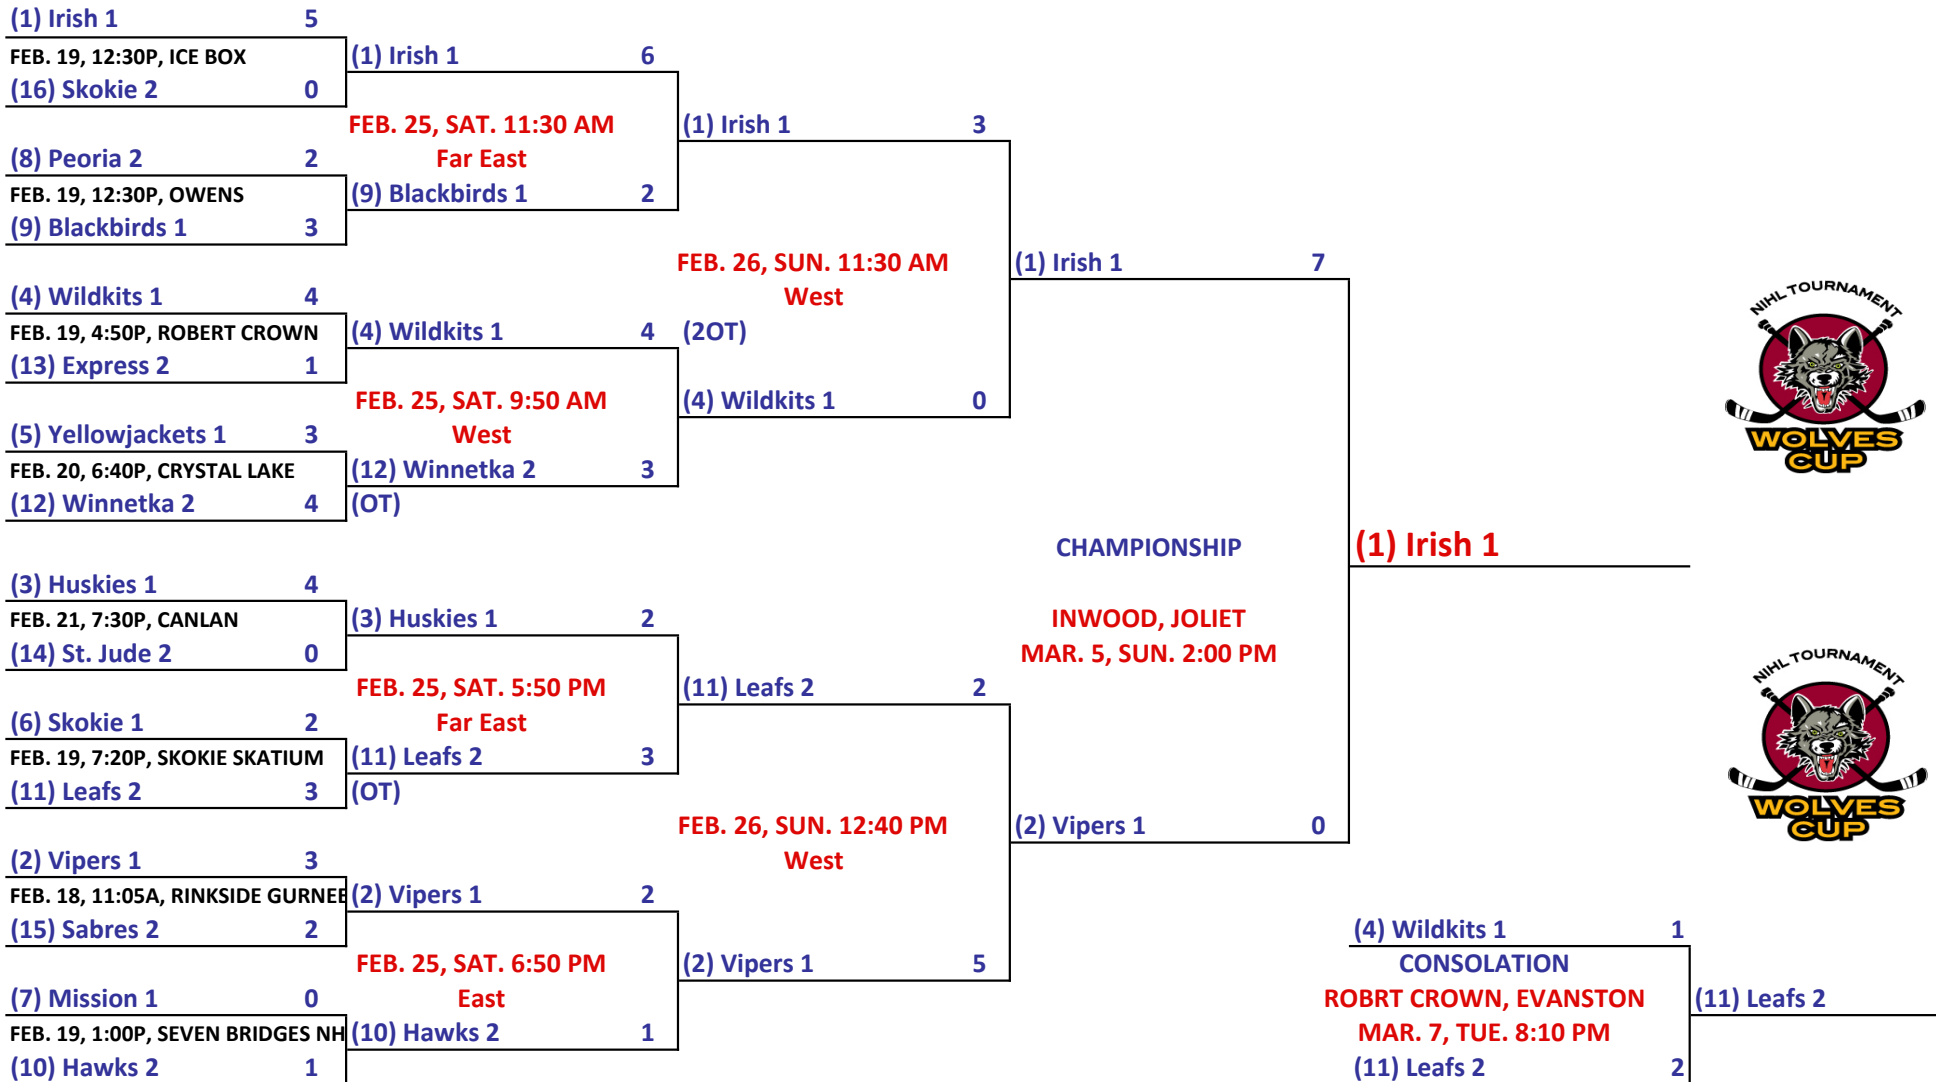 (1) Irish 1 5
FEB. 19, 12:30P, ICE BOX
(16) Skokie 2 0
(8) Peoria 2 2
FEB. 19, 12:30P, OWENS
(9) Blackbirds 1 3
(4) Wildkits 1 4
FEB. 19, 4:50P, ROBERT CROWN
(13) Express 2 1
(5) Yellowjackets 1 3
FEB. 20, 6:40P, CRYSTAL LAKE
(12) Winnetka 2 4
(3) Huskies 1 4
FEB. 21, 7:30P, CANLAN
(14) St. Jude 2 0
(6) Skokie 1 2
FEB. 19, 7:20P, SKOKIE SKATIUM
(11) Leafs 2 3
(2) Vipers 1 3
FEB. 18, 11:05A, RINKSIDE GURNEE
(15) Sabres 2 2
(7) Mission 1 0
FEB. 19, 1:00P, SEVEN BRIDGES NH
(10) Hawks 2 1
(1) Irish 1 6
FEB. 25, SAT. 11:30 AM
Far East
(9) Blackbirds 1 2
(4) Wildkits 1 4
FEB. 25, SAT. 9:50 AM
West
(12) Winnetka 2 3
(OT)
(3) Huskies 1 2
FEB. 25, SAT. 5:50 PM
Far East
(11) Leafs 2 3
(OT)
(2) Vipers 1 2
FEB. 25, SAT. 6:50 PM
East
(10) Hawks 2 1
(1) Irish 1 3
FEB. 26, SUN. 11:30 AM
West
(2OT)
(4) Wildkits 1 0
(11) Leafs 2 2
FEB. 26, SUN. 12:40 PM
West
(2) Vipers 1 5
(1) Irish 1 7
CHAMPIONSHIP
INWOOD, JOLIET
MAR. 5, SUN. 2:00 PM
(2) Vipers 1 0
(1) Irish 1
NIHL TOURNAMENT
WOLVES
CUP
NIHL TOURNAMENT
WOLVES
CUP
(4) Wildkits 1 1
CONSOLATION
ROBRT CROWN, EVANSTON
MAR. 7, TUE. 8:10 PM
(11) Leafs 2 2
(11) Leafs 2